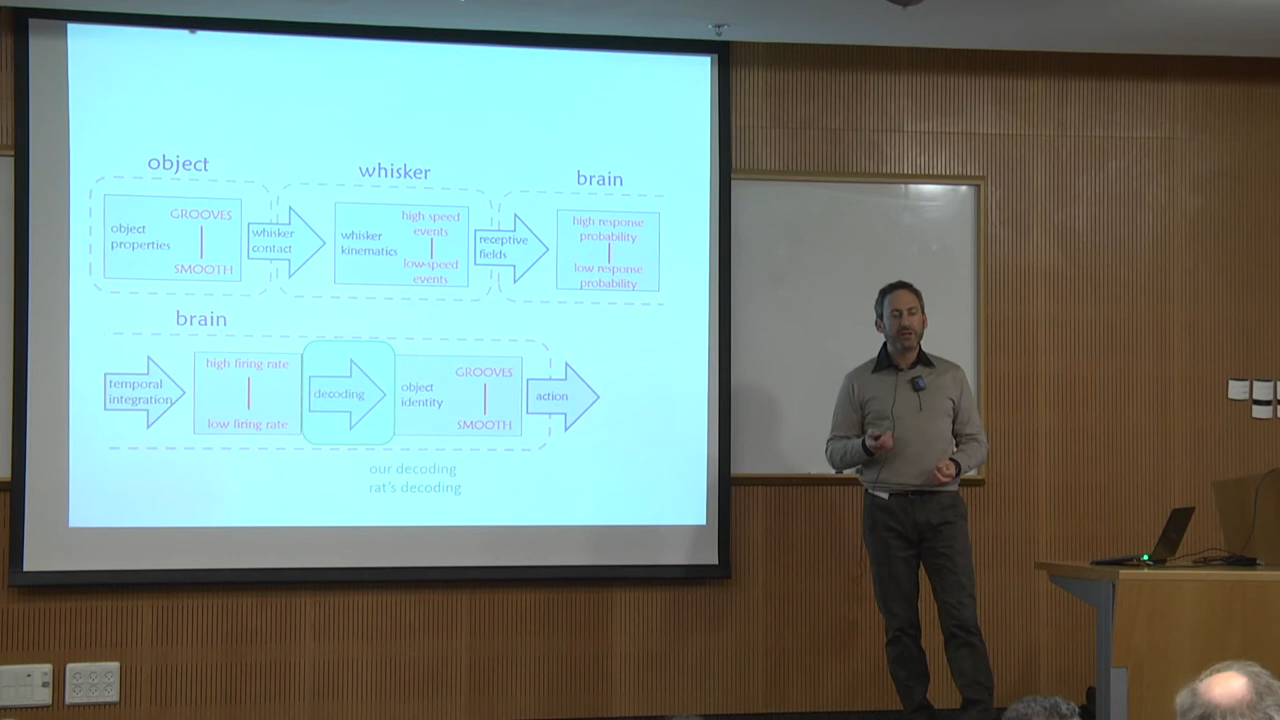 object
whisker
brain
object
properties
GROOVES
SMOOTH
whisker
contact
whisker
kinematics
high speed
events
low-speed
events
receptive
fields
high response
probability
low response
probability
brain
temporal
integration
high firing rate
low firing rate
decoding
object
identity
GROOVES
SMOOTH
action
our decoding
rat's decoding